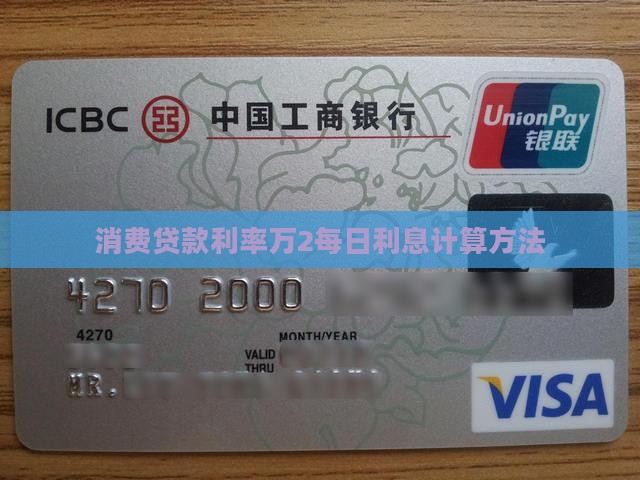 ICBC 中国工商银行
UnionPay
银联
消费贷款利率万2每日利息计算方法
4270 2000
4270
MONTH/YEAR
VALID
THRU
MR.
VISA